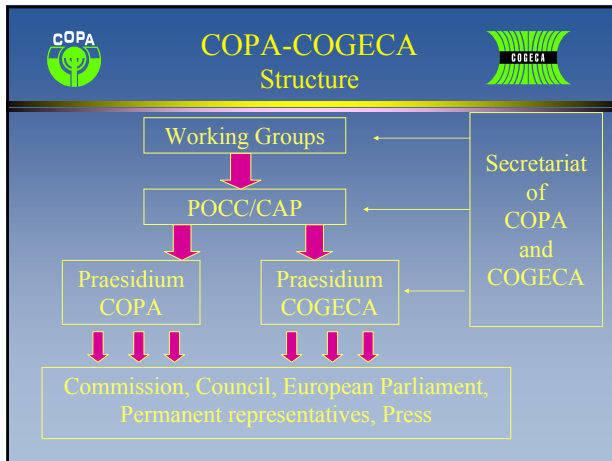 COPA
COPA-COGECA
Structure
COGECA
Working Groups
POCC/CAP
Praesidium
COPA
Praesidium
COGECA
Secretariat
of
COPA
and
COGECA
Commission, Council, European Parliament,
Permanent representatives, Press